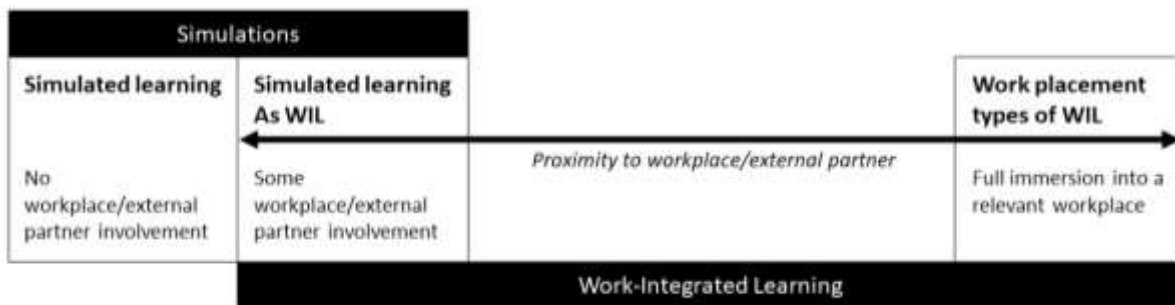 Simulations
Simulated learning
No
workplace/external
partner involvement
Simulated learning
As WIL
Some
workplace/external
partner involvement
Proximity to workplace/external partner
Work placement
types of WIL
Full immersion into a
relevant workplace
Work-Integrated Learning